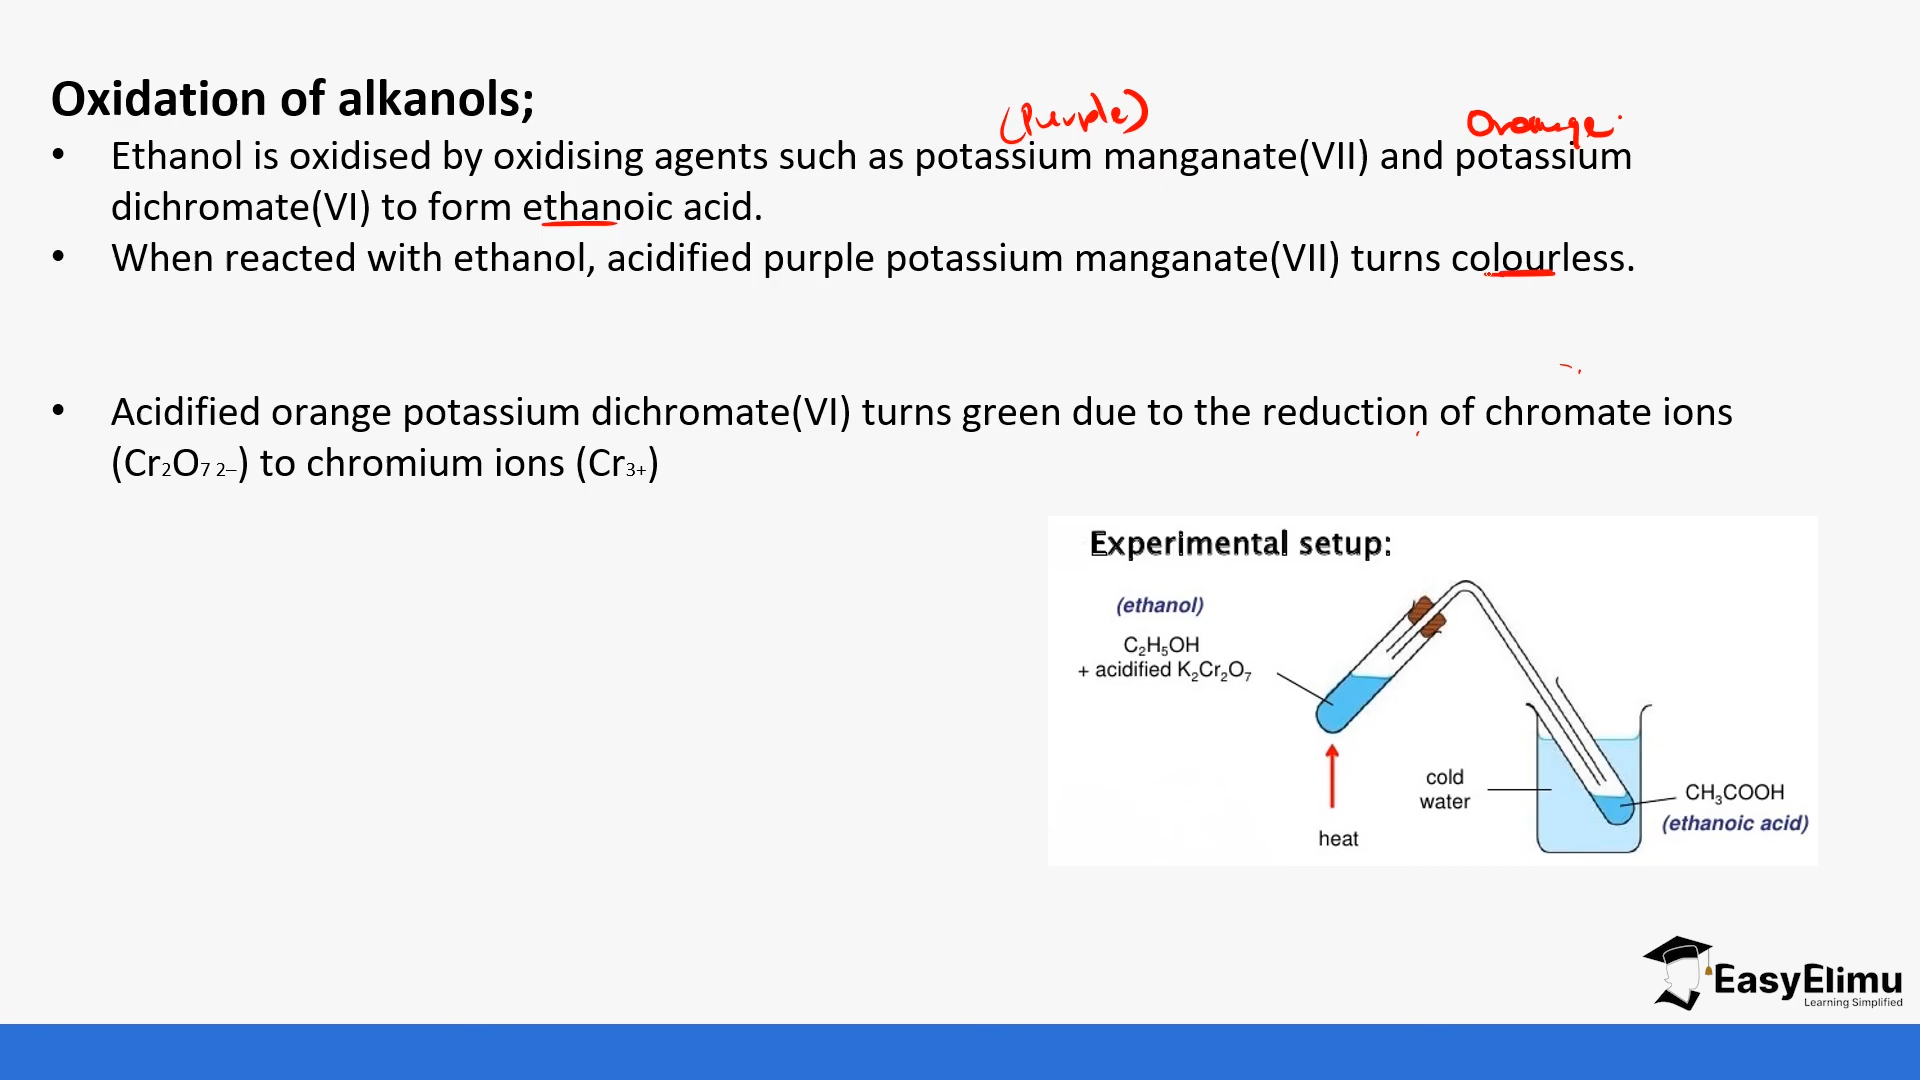 Oxidation of alkanols;
(Purple)
Orange
• Ethanol is oxidised by oxidising agents such as potassium manganate(VII) and potassium
dichromate(VI) to form ethanoic acid.
• When reacted with ethanol, acidified purple potassium manganate(VII) turns colourless.
• Acidified orange potassium dichromate(VI) turns green due to the reduction of chromate ions
(Cr₂O₇ ₂₋) to chromium ions (Cr₃₊)
Experimental setup:
(ethanol)
C₂H₅OH
+ acidified K₂Cr₂O₇
heat
cold
water
CH₃COOH
(ethanoic acid)
EasyElimu
Learning Simplified